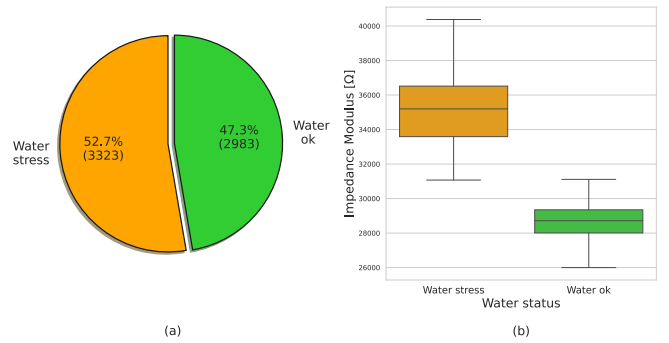 Water
stress
52.7%
(3323)
47.3%
(2983)
Water
ok
(a)
Impedance Modulus [Ω]
40000
38000
36000
34000
32000
30000
28000
26000
Water stress
Water ok
Water status
(b)